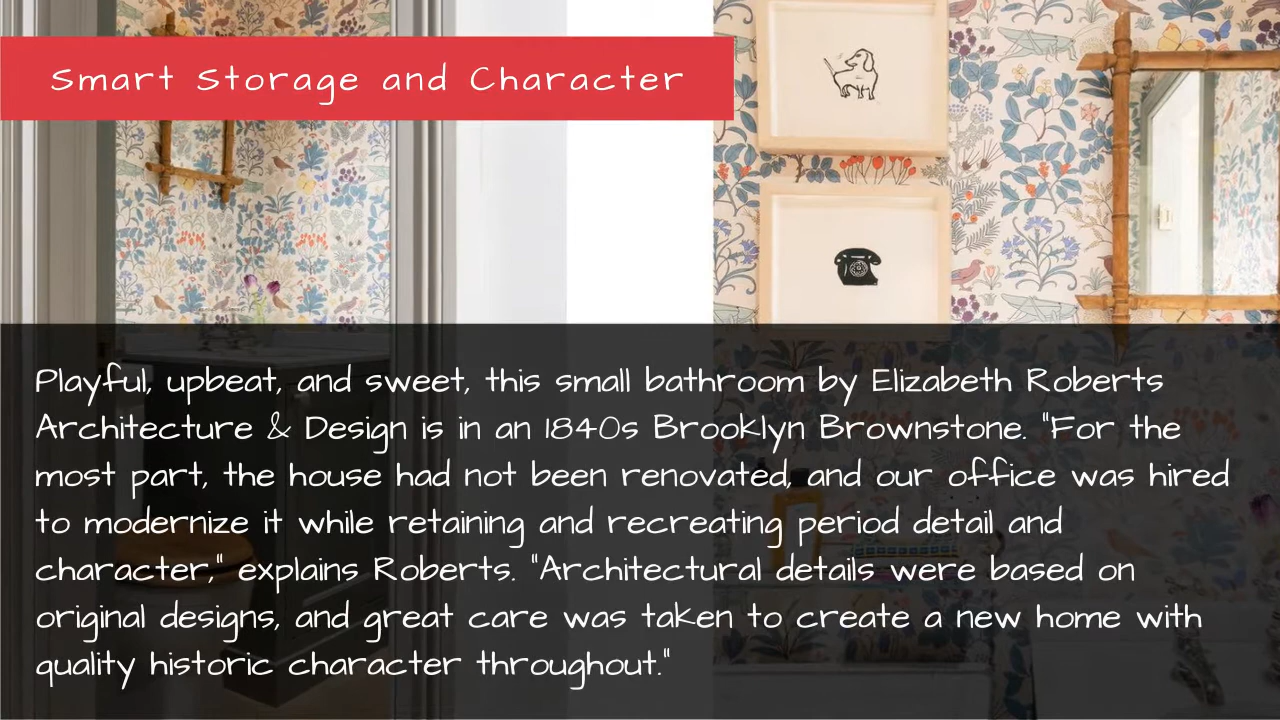 Smart Storage and Character
Playful, upbeat, and sweet, this small bathroom by Elizabeth Roberts
Architecture & Design is in an 1840s Brooklyn Brownstone. "For the
most part, the house had not been renovated, and our office was hired
to modernize it while retaining and recreating period detail and
character," explains Roberts. "Architectural details were based on
original designs, and great care was taken to create a new home with
quality historic character throughout."